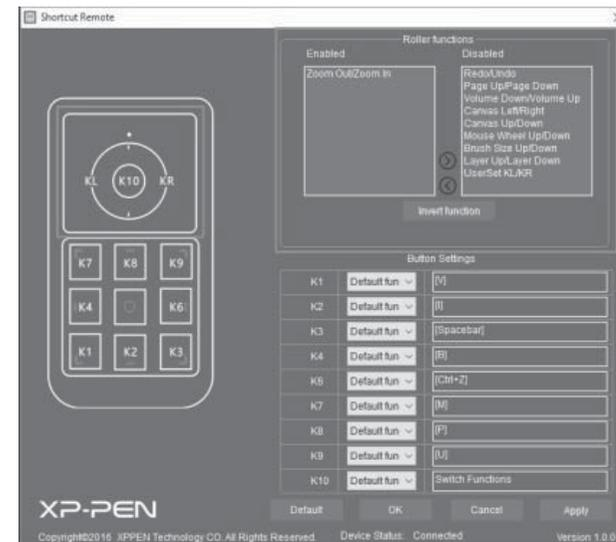 Shortcut Remote
Roller functions
Enabled
Disabled
Zoom Out/Zoom In
Redo/Undo
Page Up/Page Down
Volume Down/Volume Up
Canvas Left/Right
Canvas Up/Down
Mouse Wheel Up/Down
Brush Size Up/Down
Layer Up/Layer Down
UserSet KL/KR
Invert function
KL
K10
KR
K7
K8
K9
K4
K6
K1
K2
K3
Button Settings
K1 Default fun [V]
K2 Default fun [I]
K3 Default fun [Spacebar]
K4 Default fun [B]
K6 Default fun [Ctrl+Z]
K7 Default fun [M]
K8 Default fun [P]
K9 Default fun [U]
K10 Default fun Switch Functions
XP-PEN
Default
OK
Cancel
Apply
Copyright©2016 XPPEN Technology CO. All Rights Reserved.
Device Status: Connected
Version 1.0.